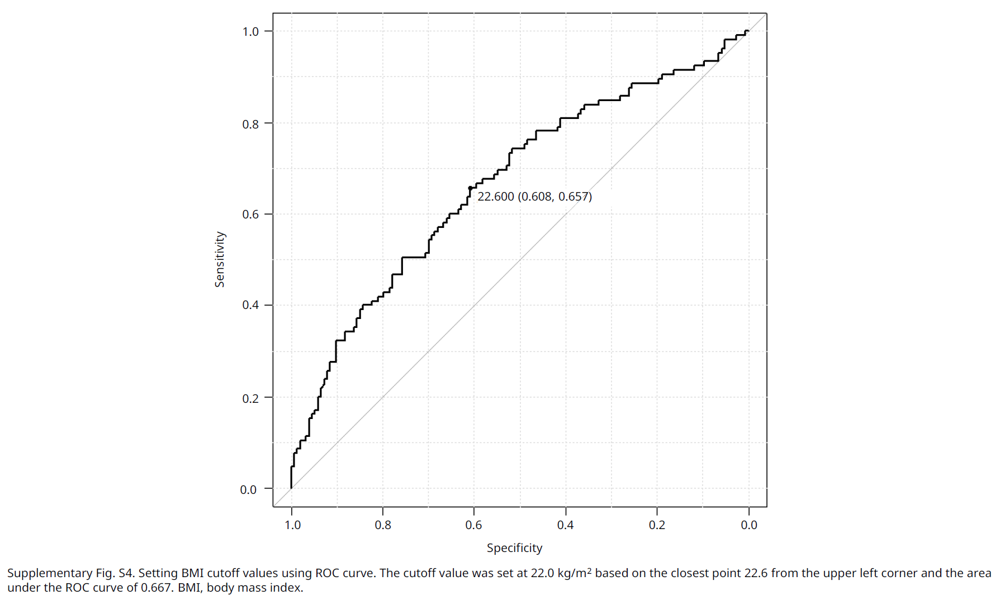 1.0
0.8
0.6
0.4
0.2
0.0
Sensitivity
22.600 (0.608, 0.657)
1.0 0.8 0.6 0.4 0.2 0.0
Specificity
Supplementary Fig. S4. Setting BMI cutoff values using ROC curve. The cutoff value was set at 22.0 kg/m² based on the closest point 22.6 from the upper left corner and the area
under the ROC curve of 0.667. BMI, body mass index.